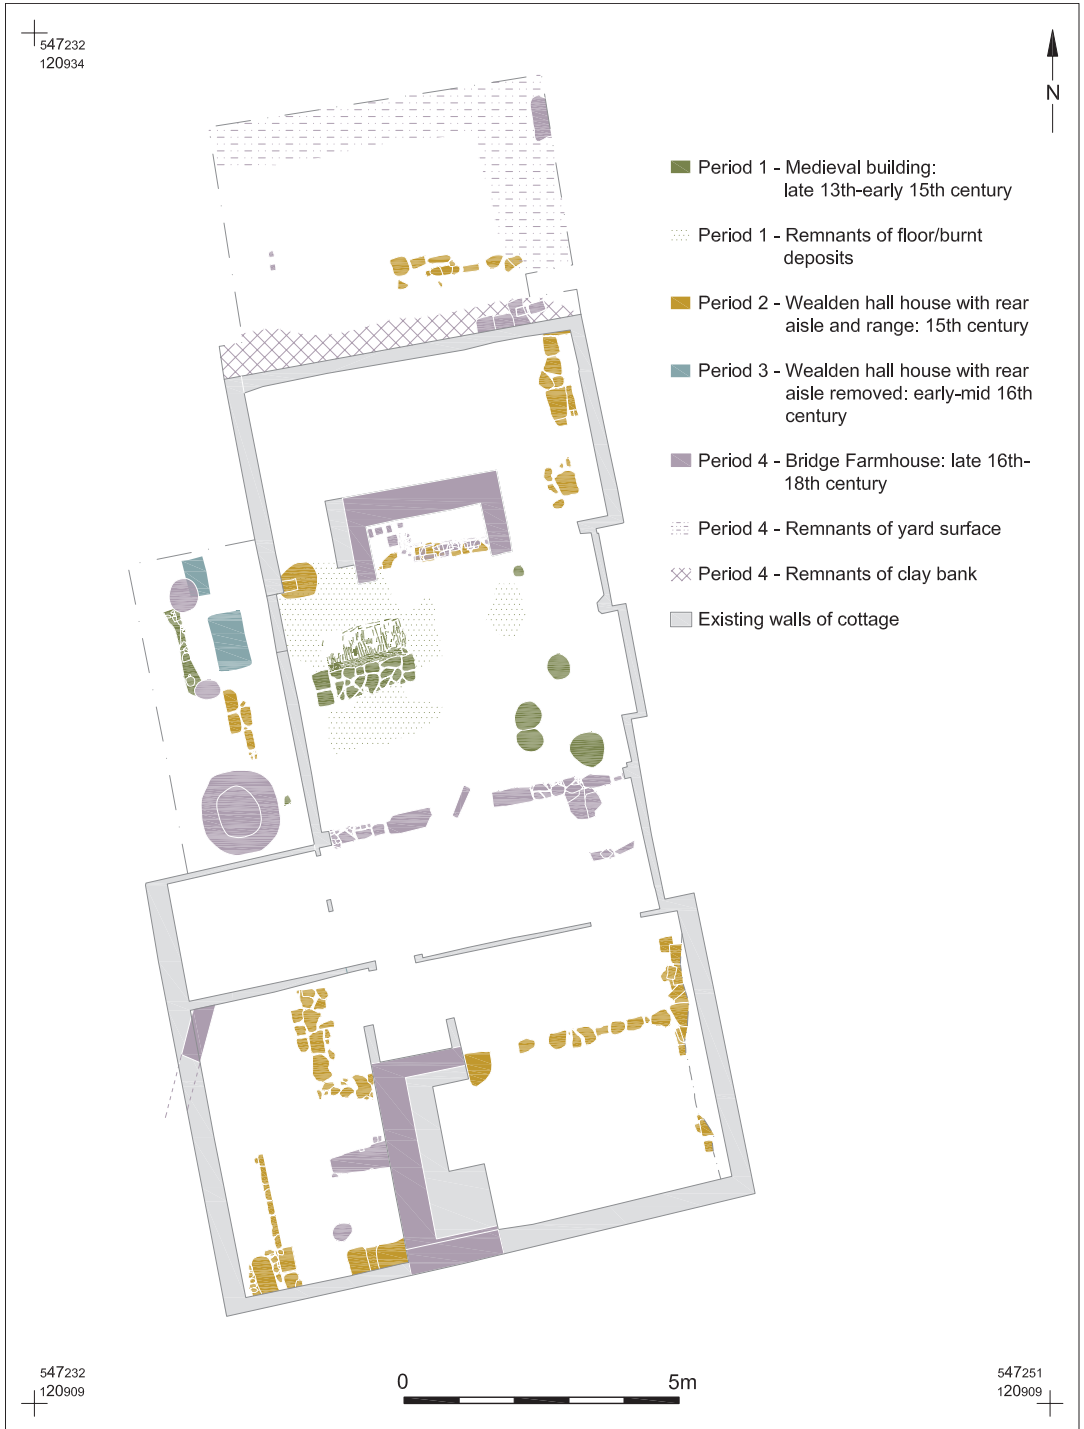 547232
120934
N
Period 1 - Medieval building:
late 13th-early 15th century
Period 1 - Remnants of floor/burnt
deposits
Period 2 - Wealden hall house with rear
aisle and range: 15th century
Period 3 - Wealden hall house with rear
aisle removed: early-mid 16th
century
Period 4 - Bridge Farmhouse: late 16th-
18th century
Period 4 - Remnants of yard surface
Period 4 - Remnants of clay bank
Existing walls of cottage
547232
120909
0 5m
547251
120909